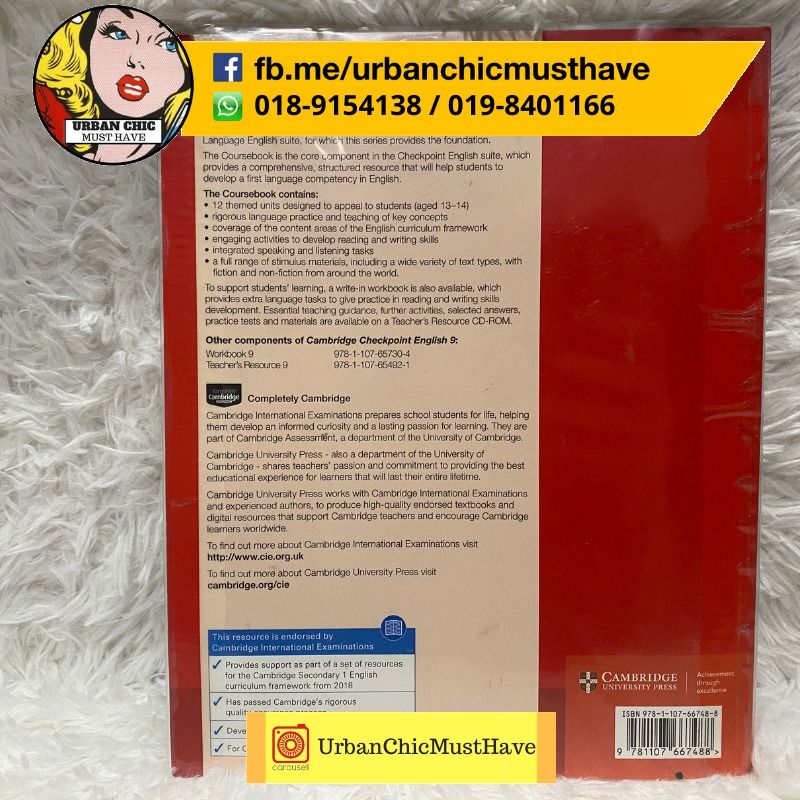 URBAN CHIC
MUST HAVE
fb.me/urbanchicmusthave
018-9154138 / 019-8401166
Language English suite, for which this series provides the foundation.
The Coursebook is the core component in the Checkpoint English suite, which
provides a comprehensive, structured resource that will help students to
develop a first language competency in English.
The Coursebook contains:
• 12 themed units designed to appeal to students (aged 13–14)
• rigorous language practice and teaching of key concepts
• coverage of the content areas of the English curriculum framework
• engaging activities to develop reading and writing skills
• integrated speaking and listening tasks
• a full range of stimulus materials, including a wide variety of text types, with
fiction and non-fiction from around the world.
To support students' learning, a write-in workbook is also available, which
provides extra language tasks to give practice in reading and writing skills
development. Essential teaching guidance, further activities, selected answers,
practice tests and materials are available on a Teacher's Resource CD-ROM.
Other components of Cambridge Checkpoint English 9:
Workbook 9 978-1-107-65730-4
Teacher's Resource 9 978-1-107-65492-1
Completely
Cambridge
Completely Cambridge
Cambridge International Examinations prepares school students for life, helping
them develop an informed curiosity and a lasting passion for learning. They are
part of Cambridge Assessment, a department of the University of Cambridge.
Cambridge University Press - also a department of the University of
Cambridge - shares teachers' passion and commitment to providing the best
educational experience for learners that will last their entire lifetime.
Cambridge University Press works with Cambridge International Examinations
and experienced authors, to produce high-quality endorsed textbooks and
digital resources that support Cambridge teachers and encourage Cambridge
learners worldwide.
To find out more about Cambridge International Examinations visit
http://www.cie.org.uk
To find out more about Cambridge University Press visit
cambridge.org/cie
This resource is endorsed by
Cambridge International Examinations
✓ Provides support as part of a set of resources
for the Cambridge Secondary 1 English
curriculum framework from 2018
✓ Has passed Cambridge's rigorous
✓
✓ For
CAMBRIDGE
UNIVERSITY PRESS
Achievement
through
excellence
ISBN 978-1-107-66748-8
9 781107 667488 >
carousell
UrbanChicMustHave